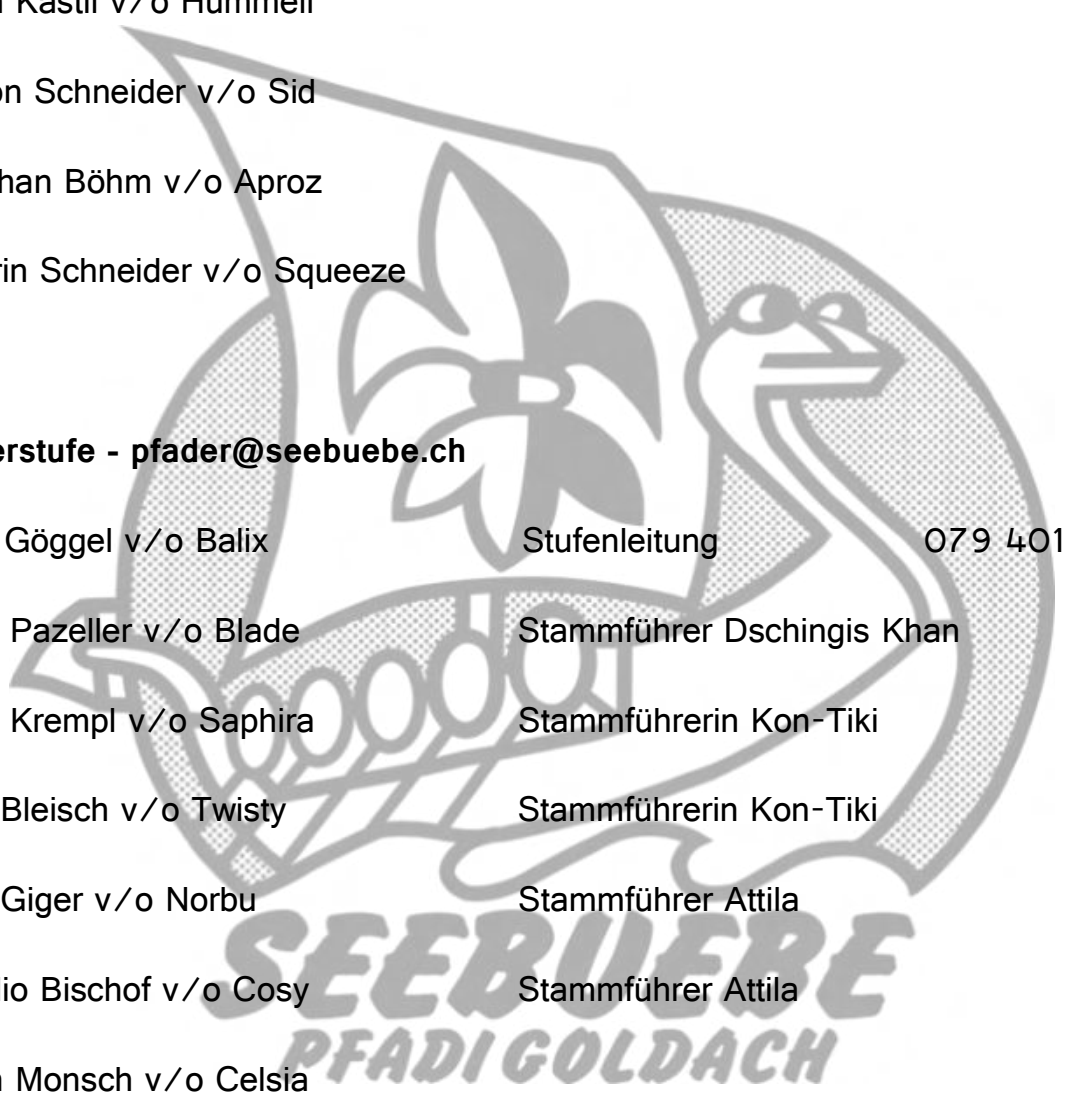 Kastli v/o Hummeli
on Schneider v/o Sid
han Böhm v/o Aproz
rin Schneider v/o Squeeze
erstufe - pfader@seebuebe.ch
Göggel v/o Balix Stufenleitung 079 401
Pazeller v/o Blade Stammführer Dschingis Khan
Krempl v/o Saphira Stammführerin Kon-Tiki
Bleisch v/o Twisty Stammführerin Kon-Tiki
Giger v/o Norbu Stammführer Attila
lio Bischof v/o Cosy Stammführer Attila
Monsch v/o Celsia
SEEBUEBE
PFADI GOLDACH